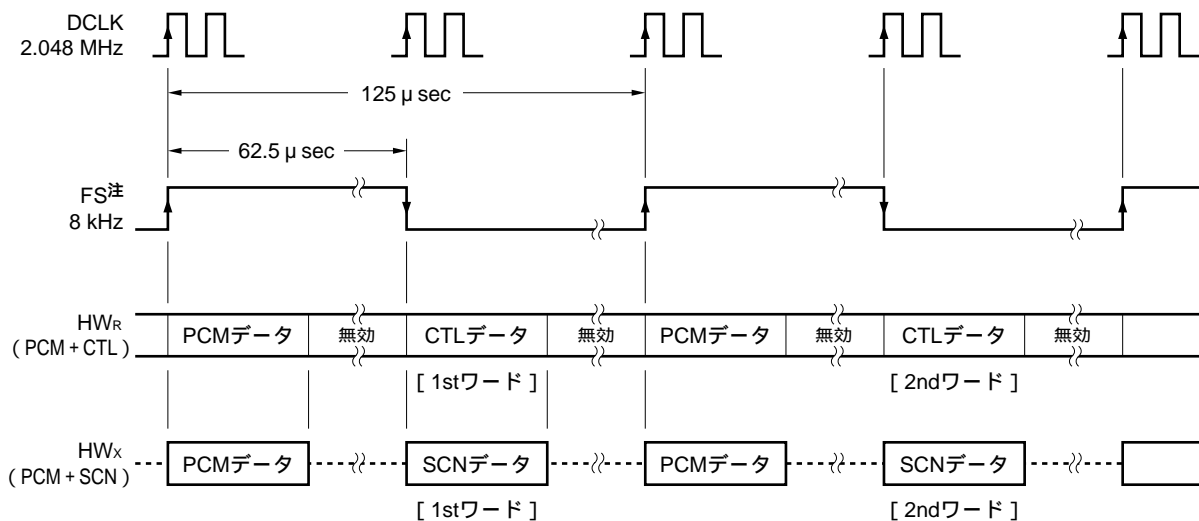 DCLK
2.048 MHz
125 μ sec
62.5 μ sec
FS注
8 kHz
HWR
(PCM + CTL)
PCMデータ 無効 CTLデータ 無効 PCMデータ 無効 CTLデータ 無効
[ 1stワード ] [ 2ndワード ]
HWX
(PCM + SCN)
PCMデータ SCNデータ PCMデータ SCNデータ
[ 1stワード ] [ 2ndワード ]